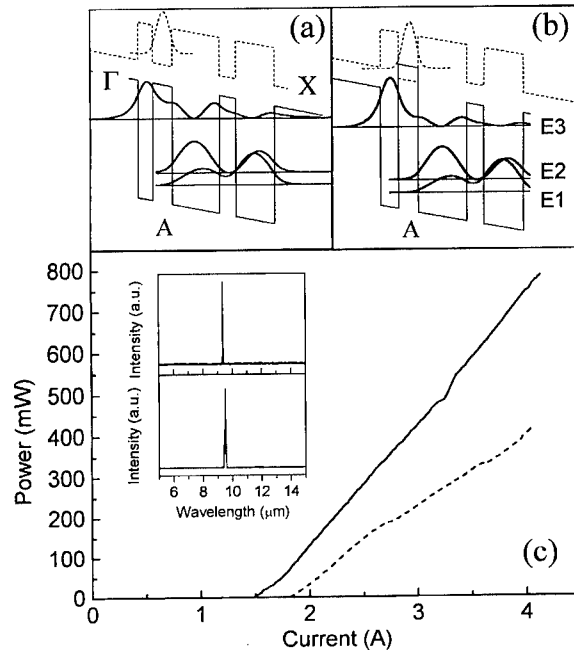 (a)
(b)
Γ
X
E3
E2
E1
A
A
800
700
600
500
400
300
200
100
0
Power (mW)
Intensity (a.u.)
Intensity (a.u.)
6 8 10 12 14
Wavelength (μm)
(c)
0 1 2 3 4
Current (A)